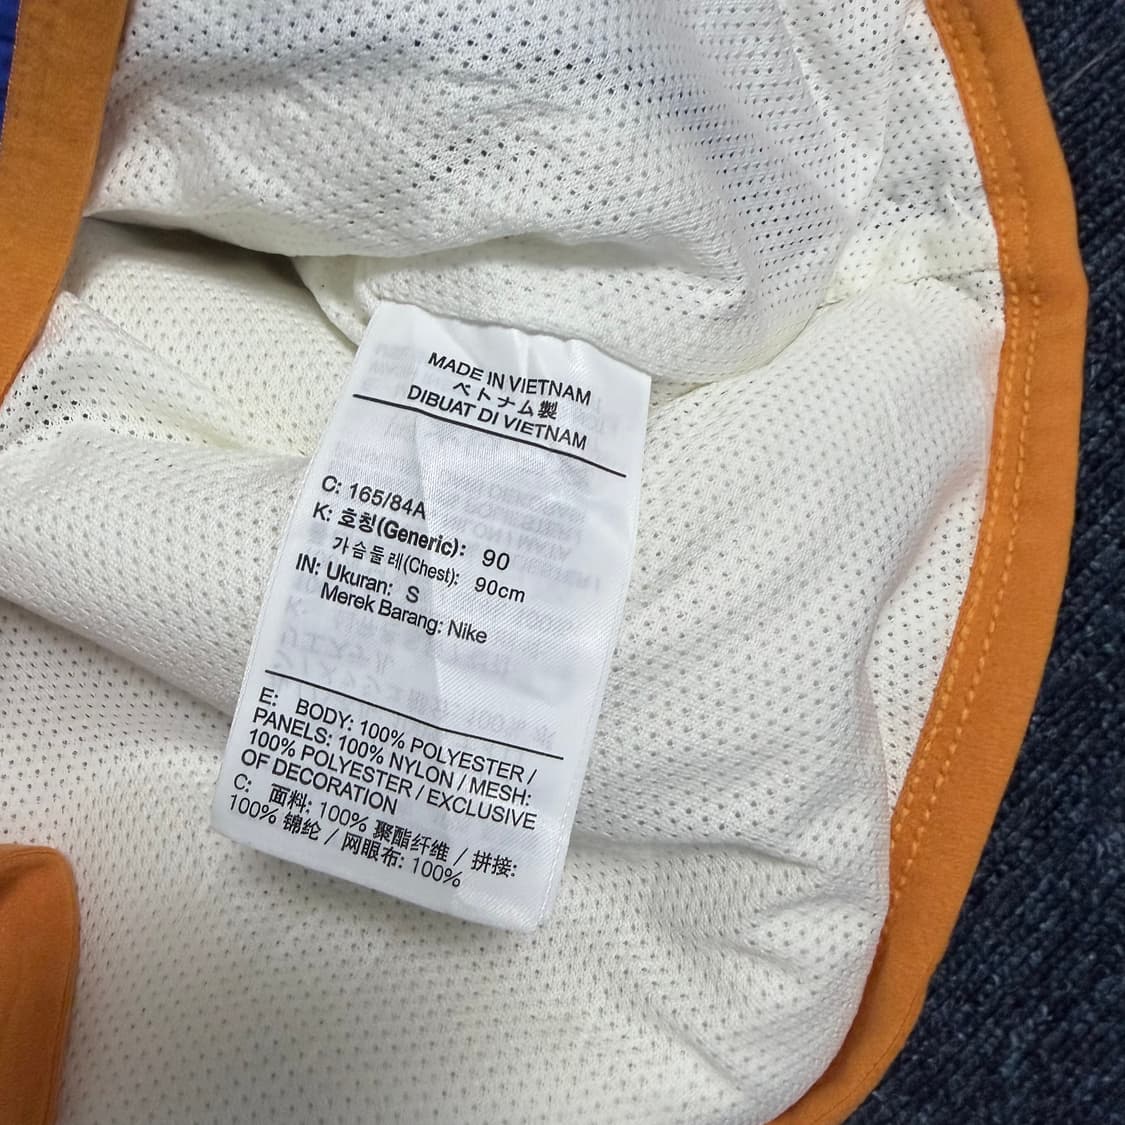 MADE IN VIETNAM
ベトナム製
DIBUAT DI VIETNAM
C: 165/84A
K: 호칭(Generic): 90
가슴둘레(Chest): 90cm
IN: Ukuran: S
Merek Barang: Nike
E: BODY: 100% POLYESTER /
PANELS: 100% NYLON / MESH:
100% POLYESTER / EXCLUSIVE
OF DECORATION
C: 面料: 100% 聚酯纤维 / 拼接:
100% 锦纶 / 网眼布: 100%